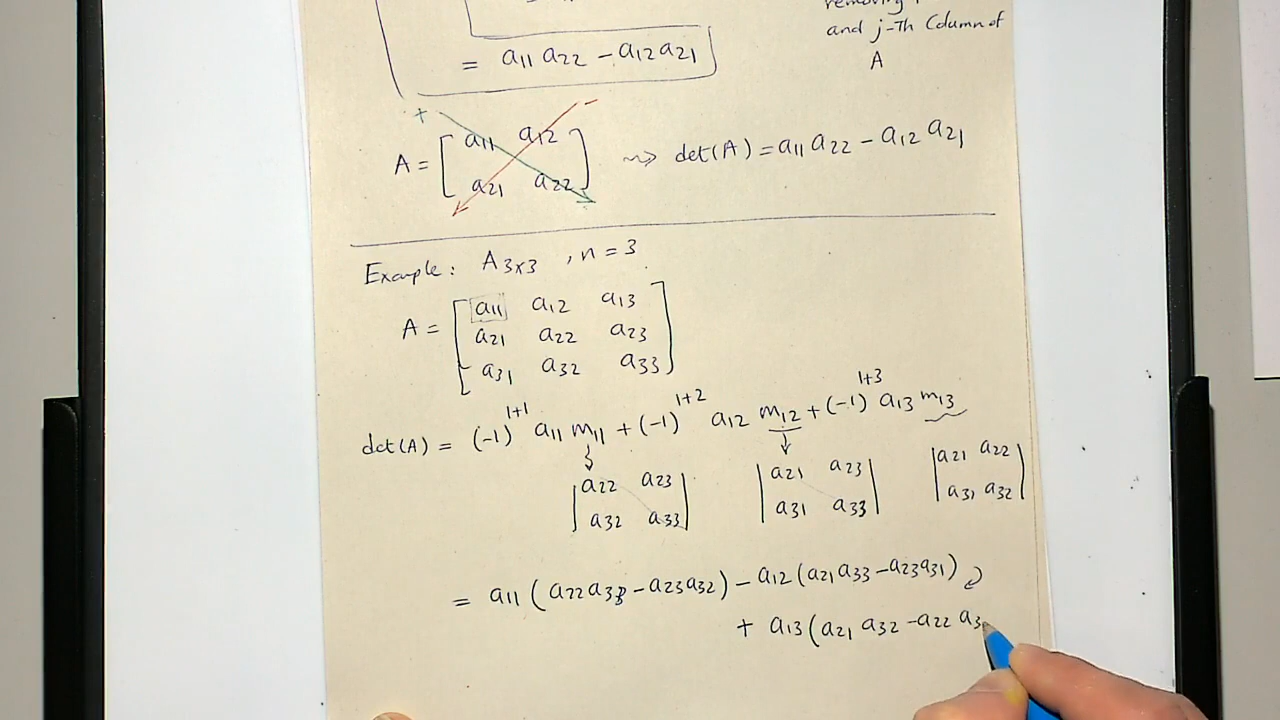 removing
and j-Th Column of
A
= a11 a22 - a12 a21
+ -
A = [ a11 a12
a21 a22 ] ⇝ det(A) = a11 a22 - a12 a21
Example: A3x3, n = 3
A = [ a11 a12 a13
a21 a22 a23
a31 a32 a33 ]
det(A) = (-1)^1+1 a11 m11 + (-1)^1+2 a12 m12 + (-1)^1+3 a13 m13
| a22 a23 | | a21 a23 | | a21 a22 |
| a32 a33 | | a31 a33 | | a31 a32 |
= a11 ( a22 a33 - a23 a32 ) - a12 ( a21 a33 - a23 a31 )
+ a13 ( a21 a32 - a22 a3